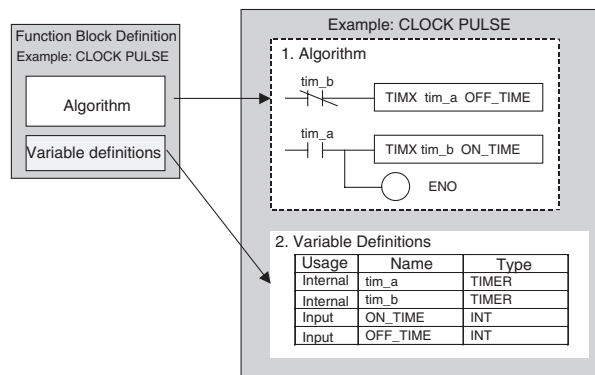 Function Block Definition
Example: CLOCK PULSE
Algorithm
Variable definitions
Example: CLOCK PULSE
1. Algorithm
tim_b
TIMX tim_a OFF_TIME
tim_a
TIMX tim_b ON_TIME
ENO
2. Variable Definitions
Usage Name Type
Internal tim_a TIMER
Internal tim_b TIMER
Input ON_TIME INT
Input OFF_TIME INT